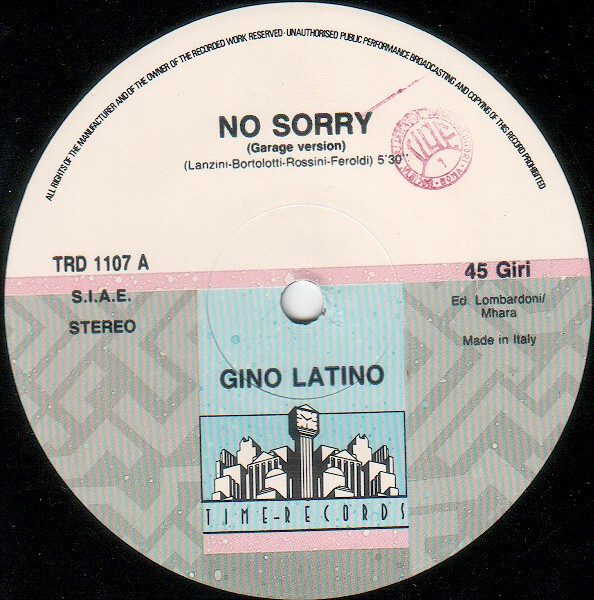 ALL RIGHTS OF THE MANUFACTURER AND OF THE OWNER OF THE RECORDED WORK RESERVED · UNAUTHORISED PUBLIC PERFORMANCE BROADCASTING AND COPYING OF THIS RECORD PROHIBITED
NO SORRY
(Garage version)
(Lanzini-Bortolotti-Rossini-Feroldi) 5'30''
TRD 1107 A
S.I.A.E.
STEREO
45 Giri
Ed. Lombardoni/
Mhara
Made in Italy
GINO LATINO
TIME-RECORDS
ROMA
1